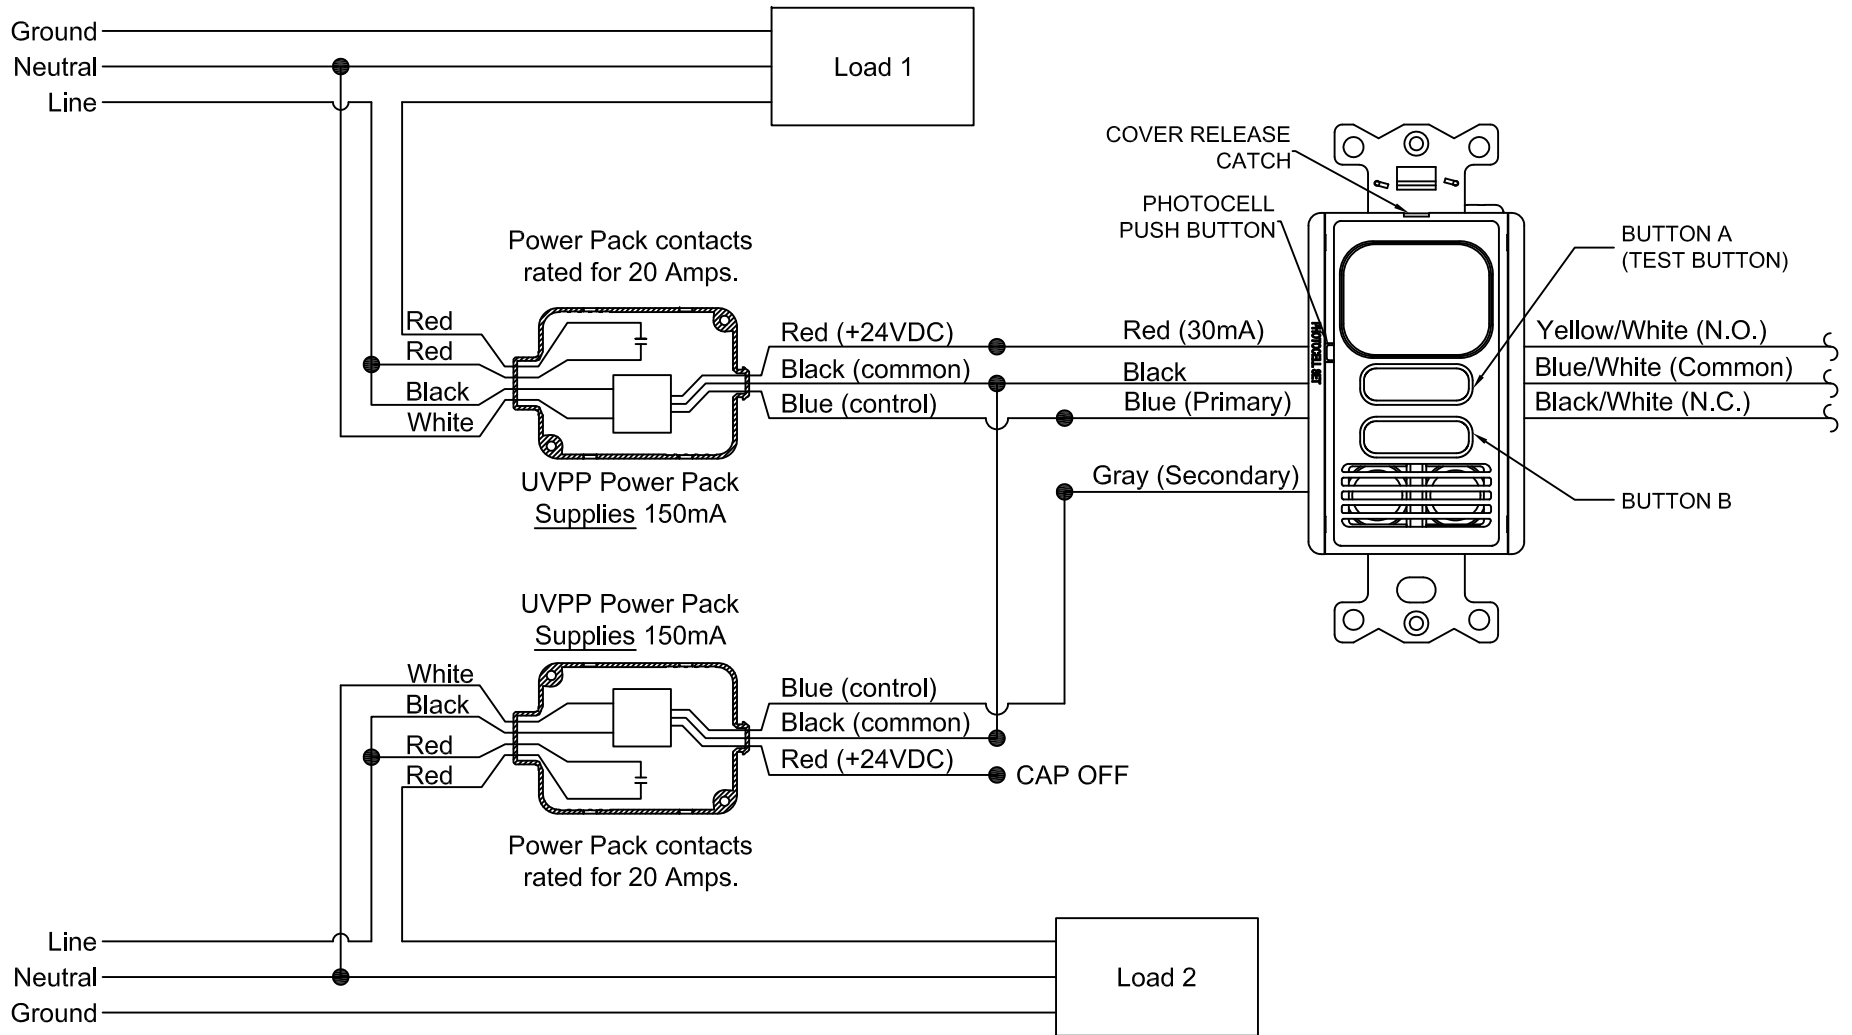 Ground
Neutral
Line
Load 1
COVER RELEASE
CATCH
PHOTOCELL
PUSH BUTTON
BUTTON A
(TEST BUTTON)
Power Pack contacts
rated for 20 Amps.
Red
Red
Black
White
Red (+24VDC)
Black (common)
Blue (control)
Red (30mA)
Black
Blue (Primary)
Gray (Secondary)
PHOTOCELL SET
Yellow/White (N.O.)
Blue/White (Common)
Black/White (N.C.)
BUTTON B
UVPP Power Pack
Supplies 150mA
UVPP Power Pack
Supplies 150mA
White
Black
Red
Red
Blue (control)
Black (common)
Red (+24VDC)
CAP OFF
Power Pack contacts
rated for 20 Amps.
Line
Neutral
Ground
Load 2